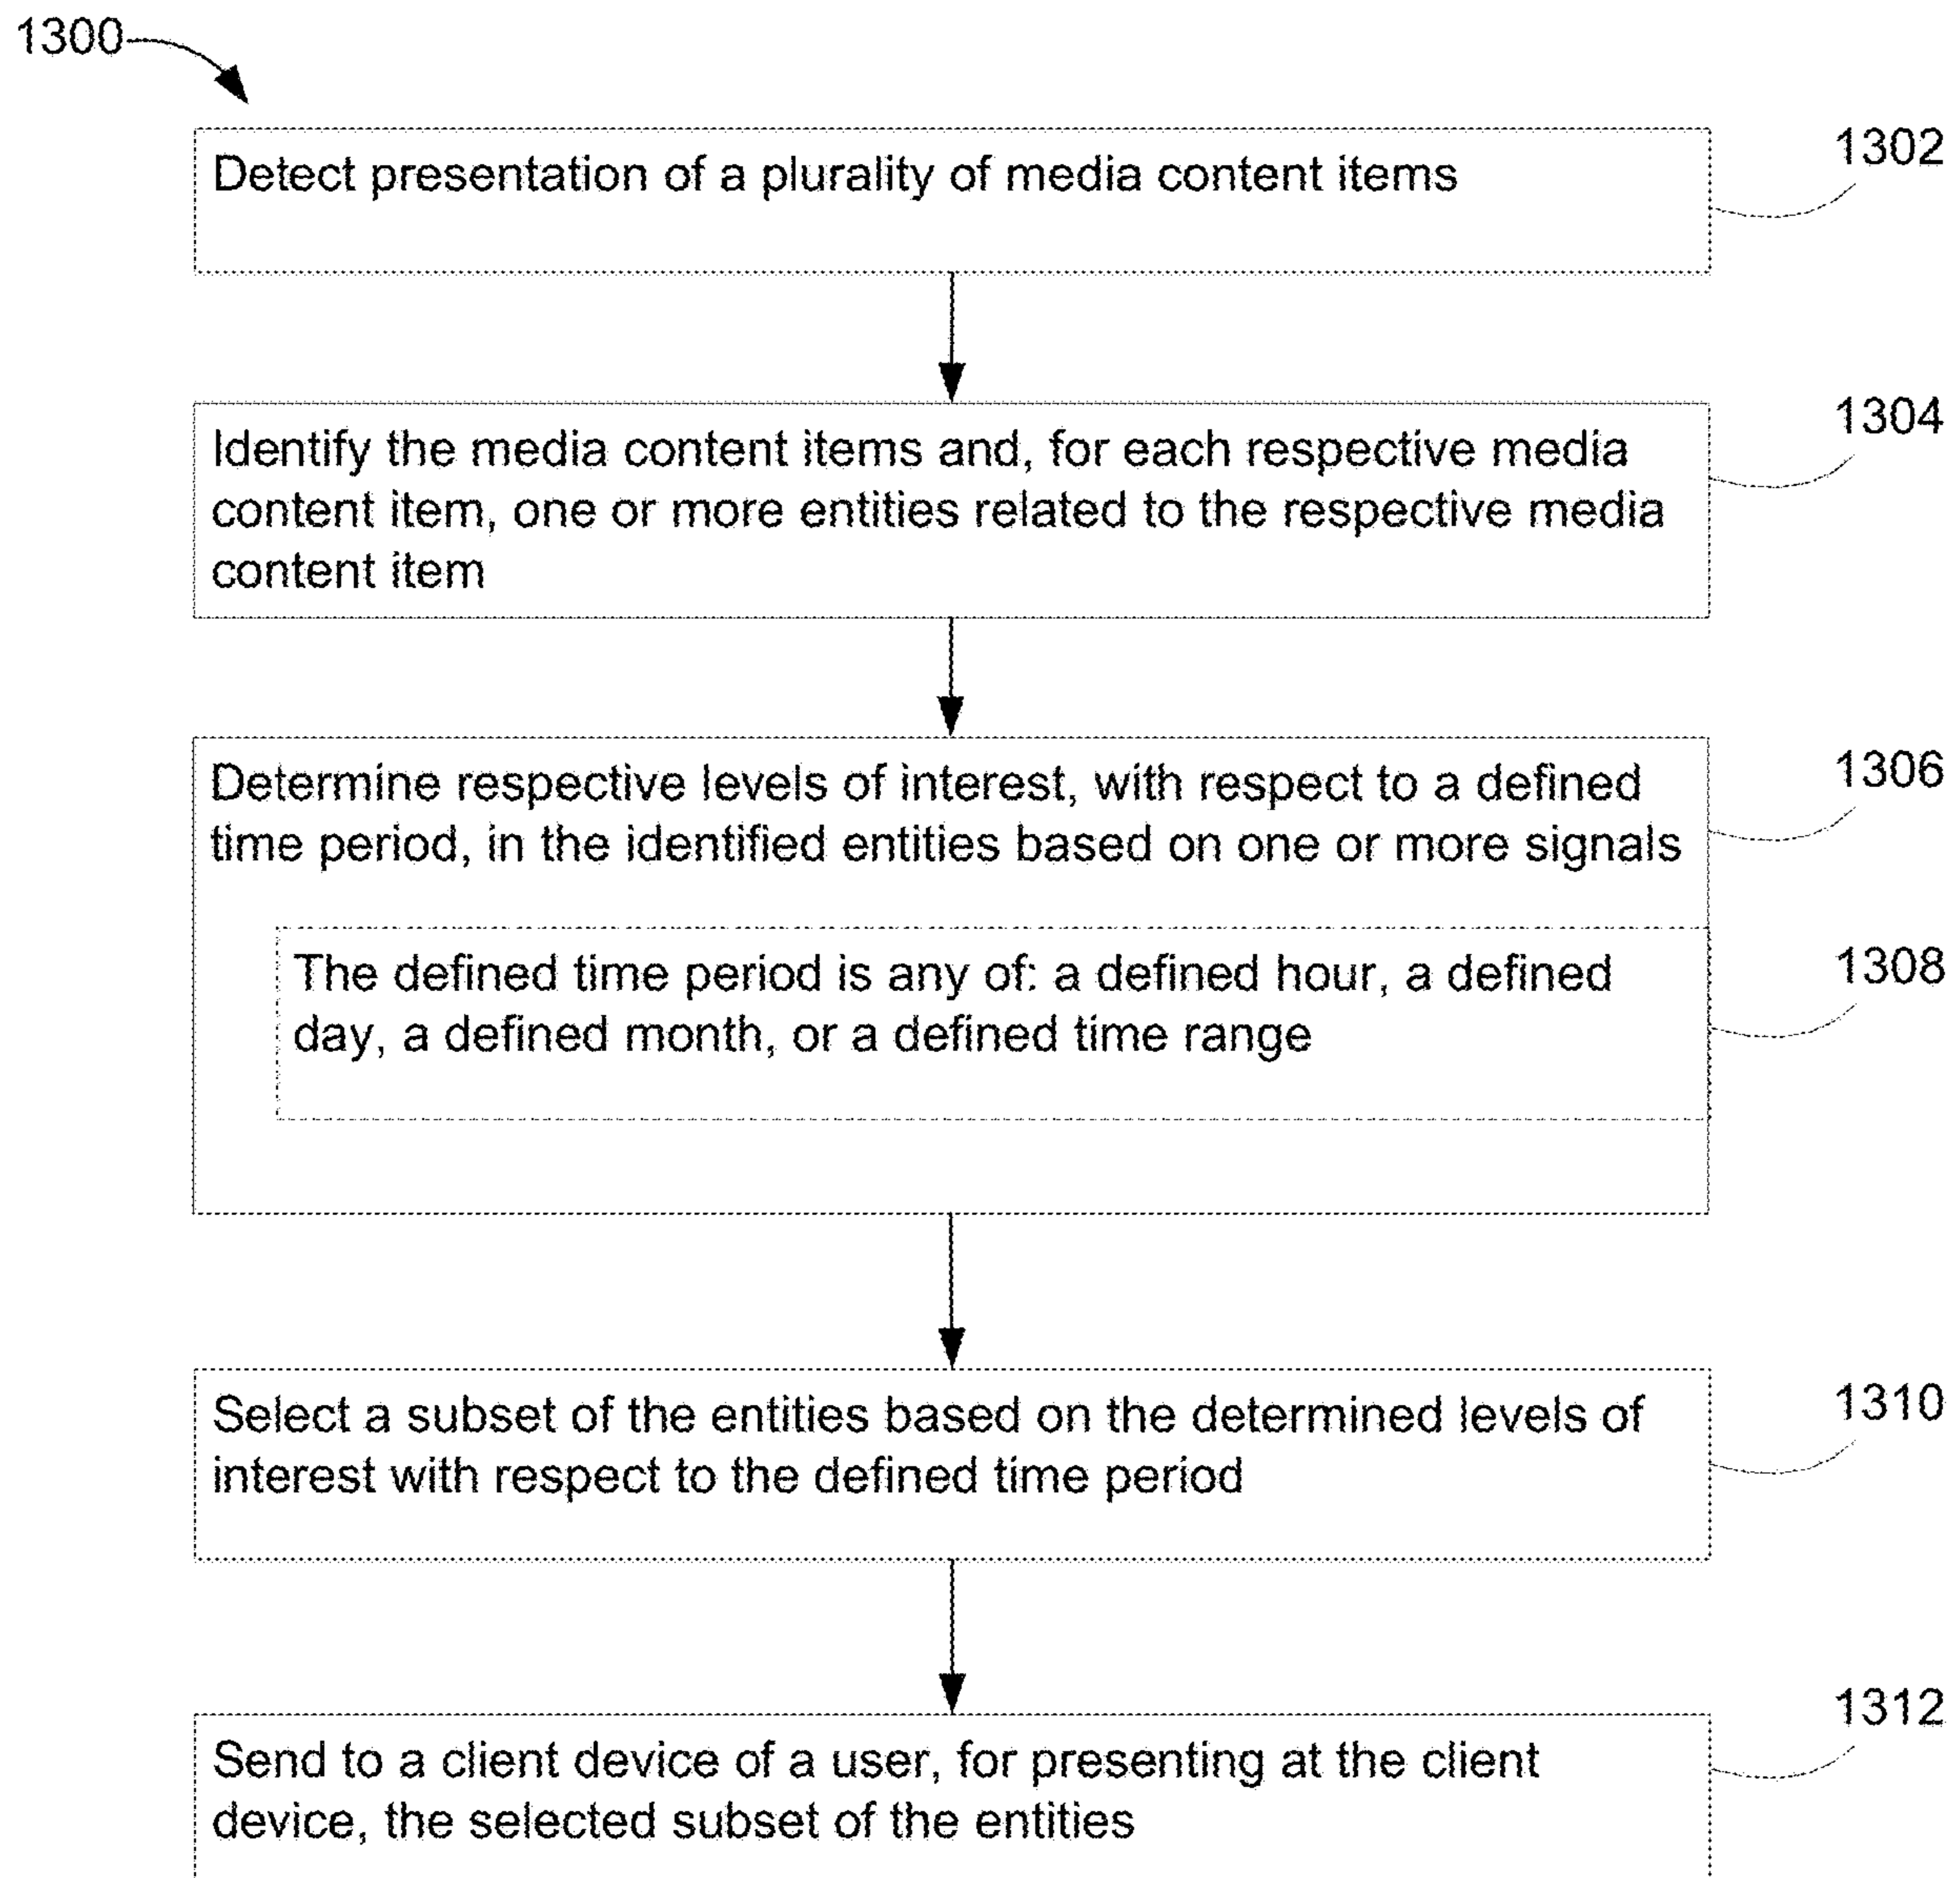 1300
Detect presentation of a plurality of media content items
1302
Identify the media content items and, for each respective media
content item, one or more entities related to the respective media
content item
1304
Determine respective levels of interest, with respect to a defined
time period, in the identified entities based on one or more signals
1306
The defined time period is any of: a defined hour, a defined
day, a defined month, or a defined time range
1308
Select a subset of the entities based on the determined levels of
interest with respect to the defined time period
1310
Send to a client device of a user, for presenting at the client
device, the selected subset of the entities
1312